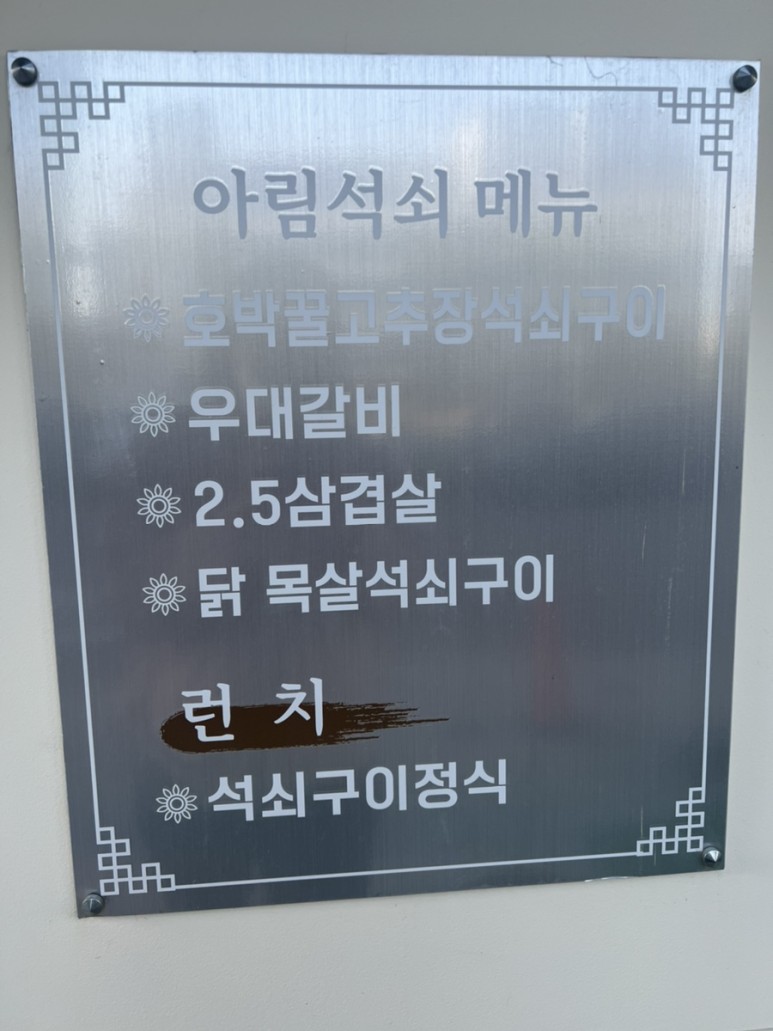 아림석쇠 메뉴
호박꿀고추장석쇠구이
우대갈비
2.5삼겹살
닭 목살석쇠구이
런 치
석쇠구이정식